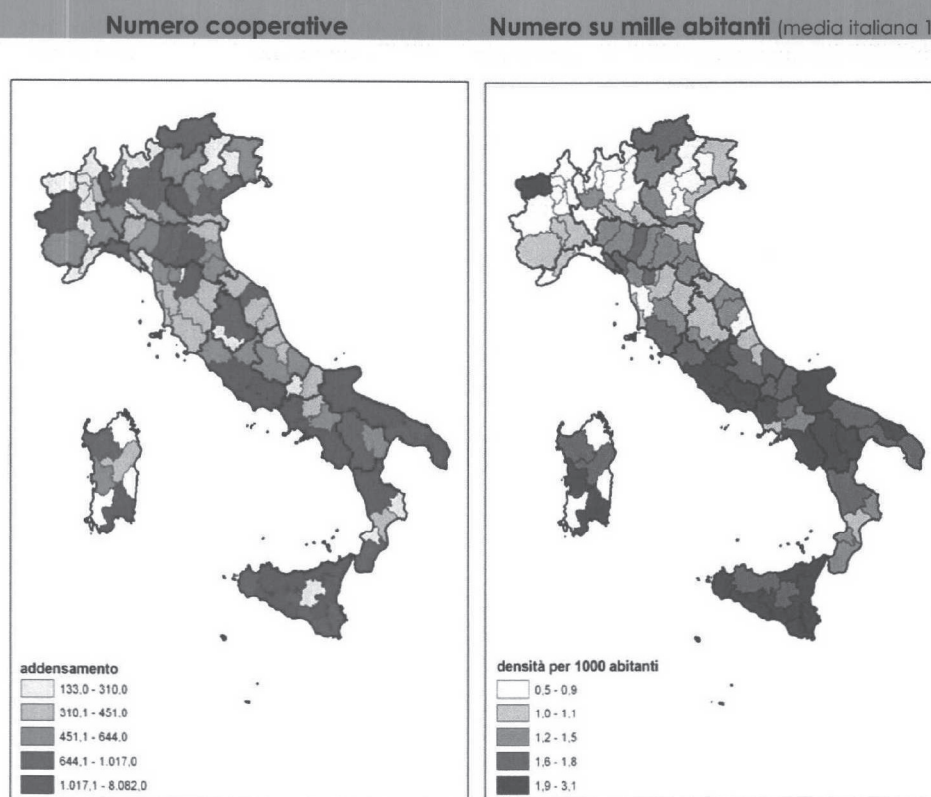 Numero cooperative
Numero su mille abitanti (media italiana 1
addensamento
133,0 - 310,0
310,1 - 451,0
451,1 - 644,0
644,1 - 1.017,0
1.017,1 - 8.082,0
densità per 1000 abitanti
0,5 - 0,9
1,0 - 1,1
1,2 - 1,5
1,6 - 1,8
1,9 - 3,1